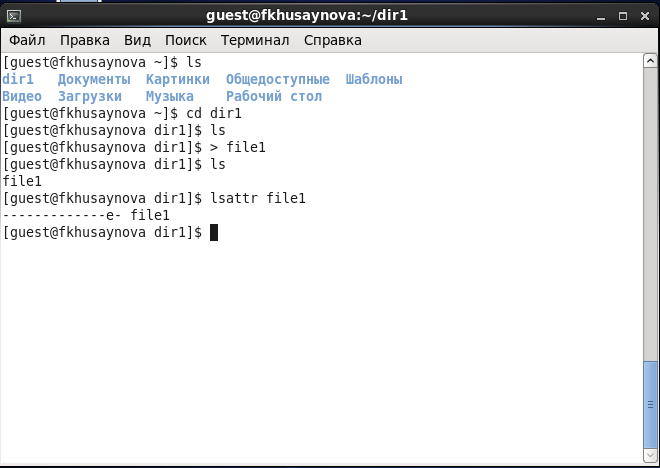 guest@fkhusaynova:~/dir1
Файл Правка Вид Поиск Терминал Справка
[guest@fkhusaynova ~]$ ls
dir1 Документы Картинки Общедоступные Шаблоны
Видео Загрузки Музыка Рабочий стол
[guest@fkhusaynova ~]$ cd dir1
[guest@fkhusaynova dir1]$ ls
[guest@fkhusaynova dir1]$ > file1
[guest@fkhusaynova dir1]$ ls
file1
[guest@fkhusaynova dir1]$ lsattr file1
-------------e- file1
[guest@fkhusaynova dir1]$